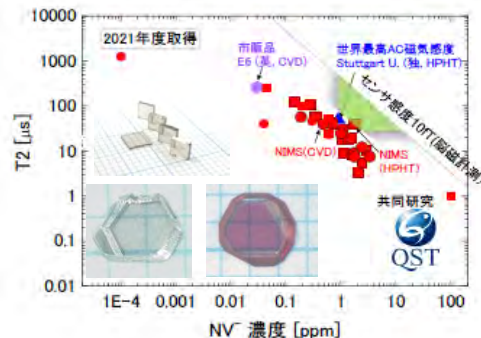 2021年度取得
市販品
E6 (英, CVD)
世界最高AC磁気感度
Stuttgart U. (独, HPHT)
センサ感度10fT(脳磁計測)
NIMS(CVD)
NIMS
(HPHT)
共同研究
QST
T2 [μs]
10000
1000
100
10
1
0.1
0.01
1E-4
0.001
0.01
0.1
1
10
100
NV⁻ 濃度 [ppm]